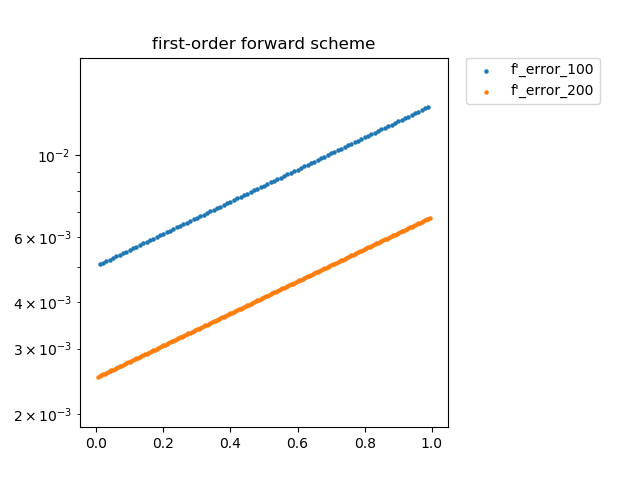 first-order forward scheme
f'_error_100
f'_error_200
10⁻²
6 × 10⁻³
4 × 10⁻³
3 × 10⁻³
2 × 10⁻³
0.0 0.2 0.4 0.6 0.8 1.0